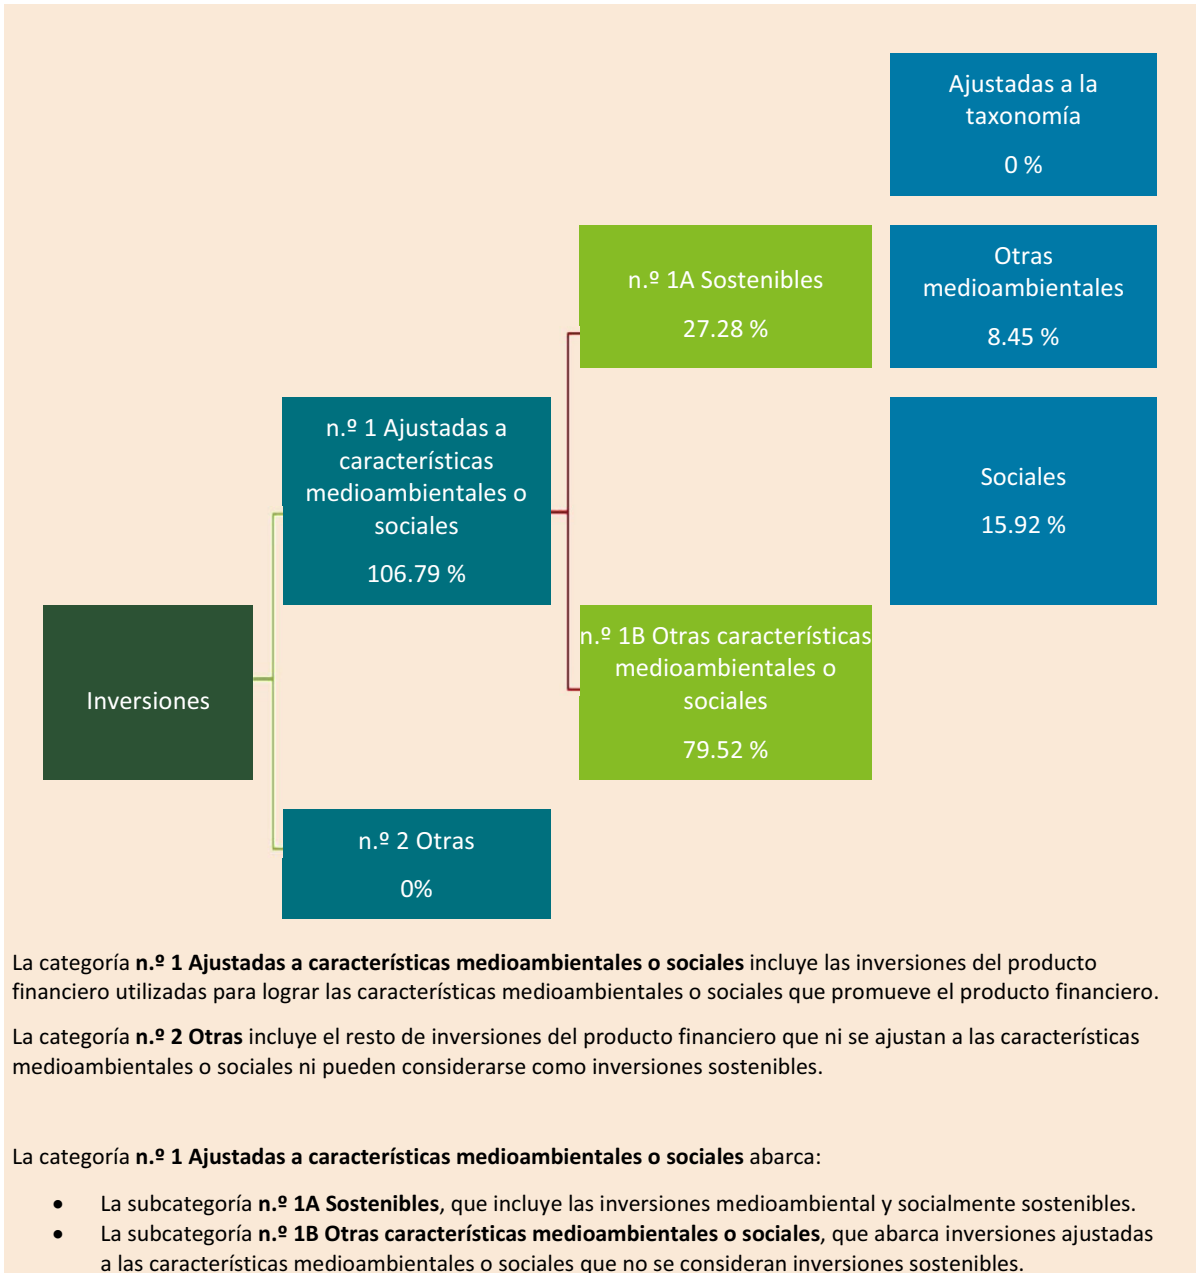 Ajustadas a la
taxonomía
0 %
n.º 1A Sostenibles
27.28 %
Otras
medioambientales
8.45 %
n.º 1 Ajustadas a
características
medioambientales o
sociales
106.79 %
Sociales
15.92 %
Inversiones
n.º 1B Otras características
medioambientales o
sociales
79.52 %
n.º 2 Otras
0%
La categoría n.º 1 Ajustadas a características medioambientales o sociales incluye las inversiones del producto
financiero utilizadas para lograr las características medioambientales o sociales que promueve el producto financiero.
La categoría n.º 2 Otras incluye el resto de inversiones del producto financiero que ni se ajustan a las características
medioambientales o sociales ni pueden considerarse como inversiones sostenibles.
La categoría n.º 1 Ajustadas a características medioambientales o sociales abarca:
• La subcategoría n.º 1A Sostenibles, que incluye las inversiones medioambiental y socialmente sostenibles.
• La subcategoría n.º 1B Otras características medioambientales o sociales, que abarca inversiones ajustadas
a las características medioambientales o sociales que no se consideran inversiones sostenibles.